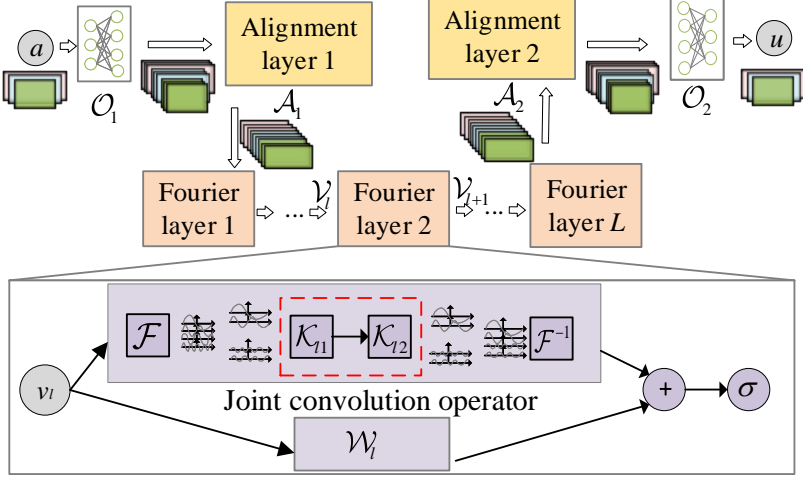 a
𝒪₁
Alignment
layer 1
𝒜₁
Alignment
layer 2
𝒜₂
𝒪₂
u
Fourier
layer 1
...
𝒱ₗ
Fourier
layer 2
𝒱ₗ₊₁
...
Fourier
layer L
vₗ
ℱ
𝒦ₗ₁
𝒦ₗ₂
ℱ⁻¹
Joint convolution operator
𝒲ₗ
+
σ